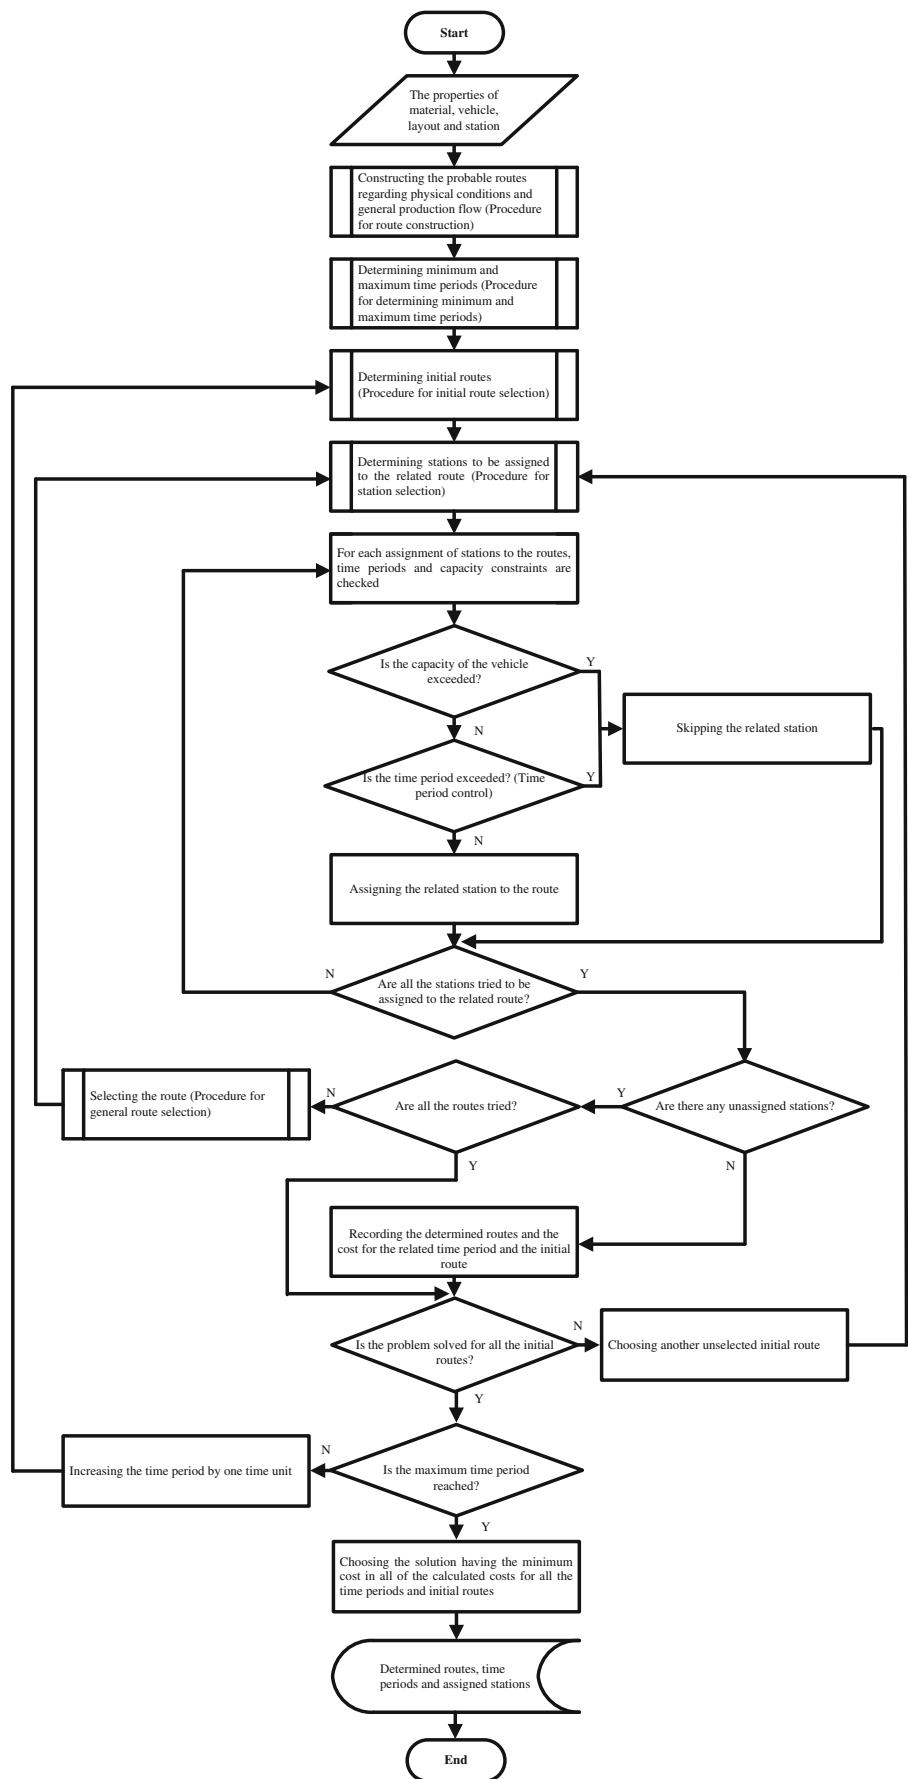 Start
The properties of
material, vehicle,
layout and station
Constructing the probable routes
regarding physical conditions and
general production flow (Procedure
for route construction)
Determining minimum and
maximum time periods (Procedure
for determining minimum and
maximum time periods)
Determining initial routes
(Procedure for initial route selection)
Determining stations to be assigned
to the related route (Procedure for
station selection)
For each assignment of stations to the routes,
time periods and capacity constraints are
checked
Is the capacity of the vehicle
exceeded?
Y
N
Skipping the related station
Is the time period exceeded? (Time
period control)
Y
N
Assigning the related station to the route
N
Y
Are all the stations tried to be
assigned to the related route?
Selecting the route (Procedure for
general route selection)
N
Are all the routes tried?
Y
Are there any unassigned stations?
Y
N
Recording the determined routes and the
cost for the related time period and the initial
route
Is the problem solved for all the initial
routes?
N
Choosing another unselected initial route
Y
Increasing the time period by one time unit
N
Is the maximum time period
reached?
Y
Choosing the solution having the minimum
cost in all of the calculated costs for all the
time periods and initial routes
Determined routes, time
periods and assigned stations
End